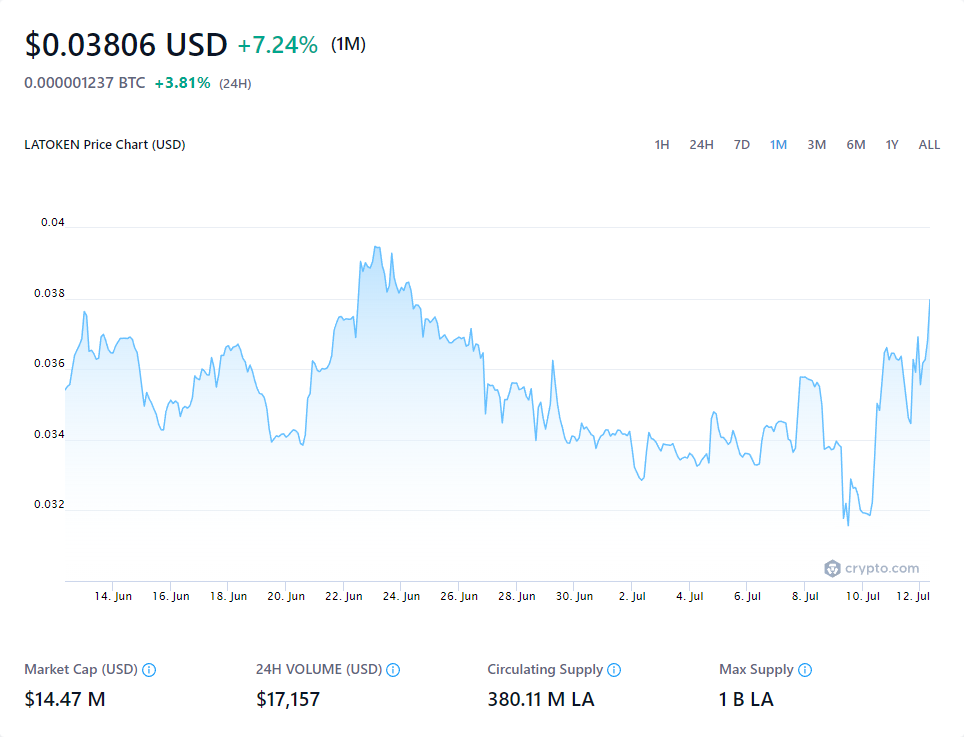 $0.03806 USD +7.24% (1M)
0.000001237 BTC +3.81% (24H)
LATOKEN Price Chart (USD) 1H 24H 7D 1M 3M 6M 1Y ALL
0.04
0.038
0.036
0.034
0.032
crypto.com
14. Jun 16. Jun 18. Jun 20. Jun 22. Jun 24. Jun 26. Jun 28. Jun 30. Jun 2. Jul 4. Jul 6. Jul 8. Jul 10. Jul 12. Jul
Market Cap (USD) 24H VOLUME (USD) Circulating Supply Max Supply
$14.47 M $17,157 380.11 M LA 1 B LA